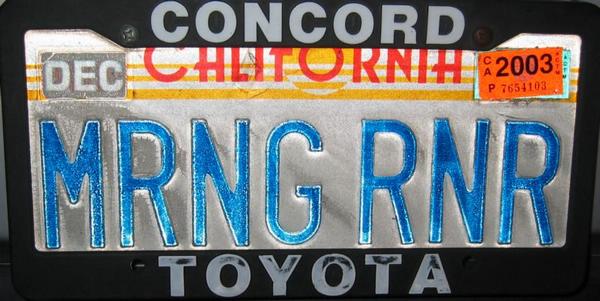 CONCORD
DEC CALIFORNIA CA 2003
P 7654103
MRNG RNR
TOYOTA